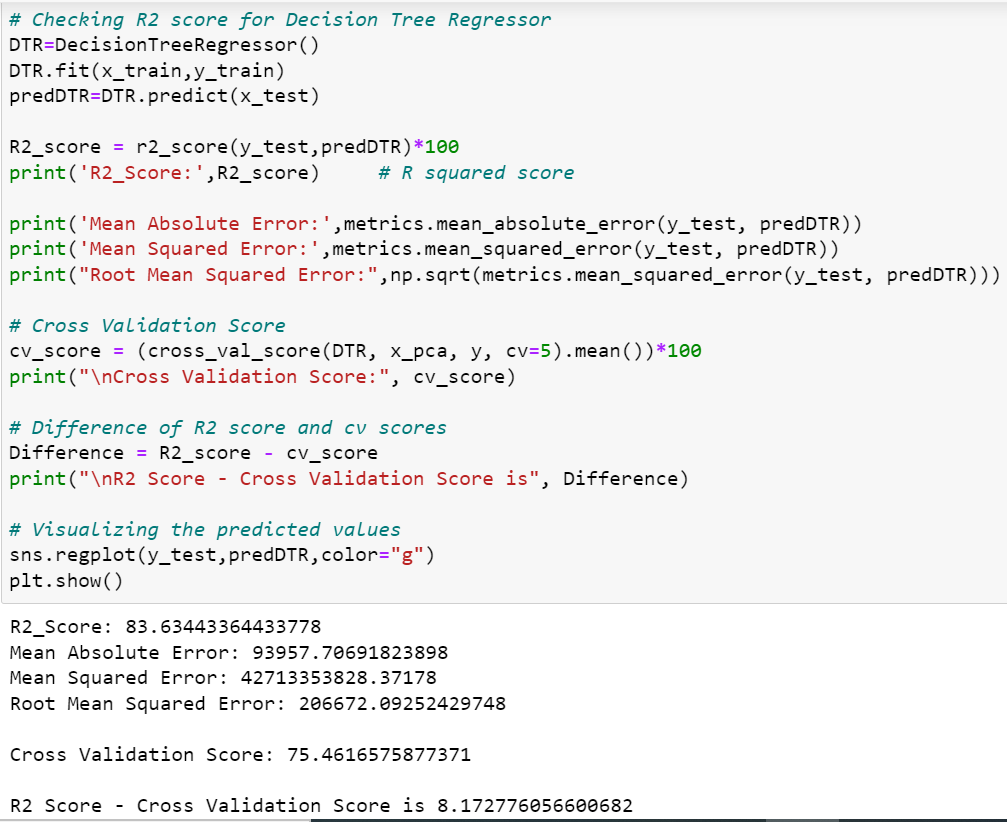 # Checking R2 score for Decision Tree Regressor
DTR=DecisionTreeRegressor()
DTR.fit(x_train,y_train)
predDTR=DTR.predict(x_test)
R2_score = r2_score(y_test,predDTR)*100
print('R2_Score:',R2_score)     # R squared score
print('Mean Absolute Error:',metrics.mean_absolute_error(y_test, predDTR))
print('Mean Squared Error:',metrics.mean_squared_error(y_test, predDTR))
print("Root Mean Squared Error:",np.sqrt(metrics.mean_squared_error(y_test, predDTR)))
# Cross Validation Score
cv_score = (cross_val_score(DTR, x_pca, y, cv=5).mean())*100
print("\nCross Validation Score:", cv_score)
# Difference of R2 score and cv scores
Difference = R2_score - cv_score
print("\nR2 Score - Cross Validation Score is", Difference)
# Visualizing the predicted values
sns.regplot(y_test,predDTR,color="g")
plt.show()
R2_Score: 83.63443364433778
Mean Absolute Error: 93957.70691823898
Mean Squared Error: 42713353828.37178
Root Mean Squared Error: 206672.09252429748
Cross Validation Score: 75.4616575877371
R2 Score - Cross Validation Score is 8.172776056600682